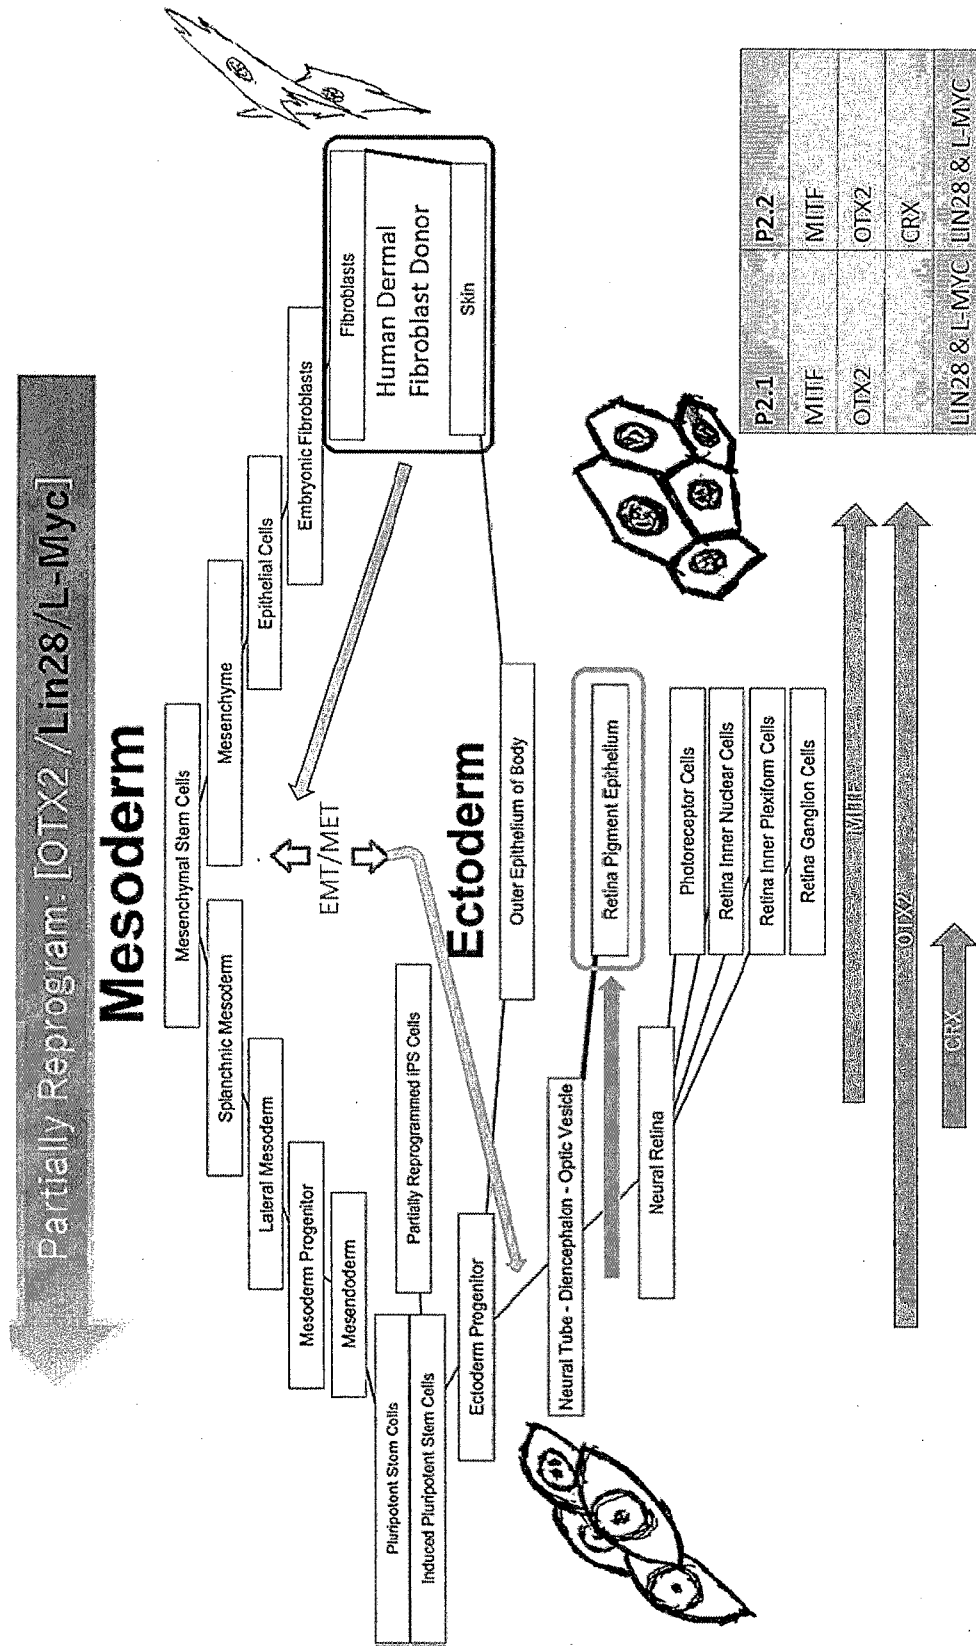 Partially Reprogram: [OTX2 /Lin28/L-Myc]
Mesoderm
Mesenchymal Stem Cells
Splanchnic Mesoderm
Mesenchyme
Lateral Mesoderm
Epithelial Cells
Mesoderm Progenitor
Embryonic Fibroblasts
Mesendoderm
EMT/MET
Fibroblasts
Human Dermal
Fibroblast Donor
Skin
Pluripotent Stem Cells
Partially Reprogrammed iPS Cells
Induced Pluripotent Stem Cells
Ectoderm
Ectoderm Progenitor
Outer Epithelium of Body
Neural Tube - Diencephalon - Optic Vesicle
Retina Pigment Epithelium
Neural Retina
Photoreceptor Cells
Retina Inner Nuclear Cells
Retina Inner Plexiform Cells
Retina Ganglion Cells
MITF
OTX2
CRX
P2.1 P2.2
MITF MITF
OTX2 OTX2
CRX
LIN28 & L-MYC LIN28 & L-MYC